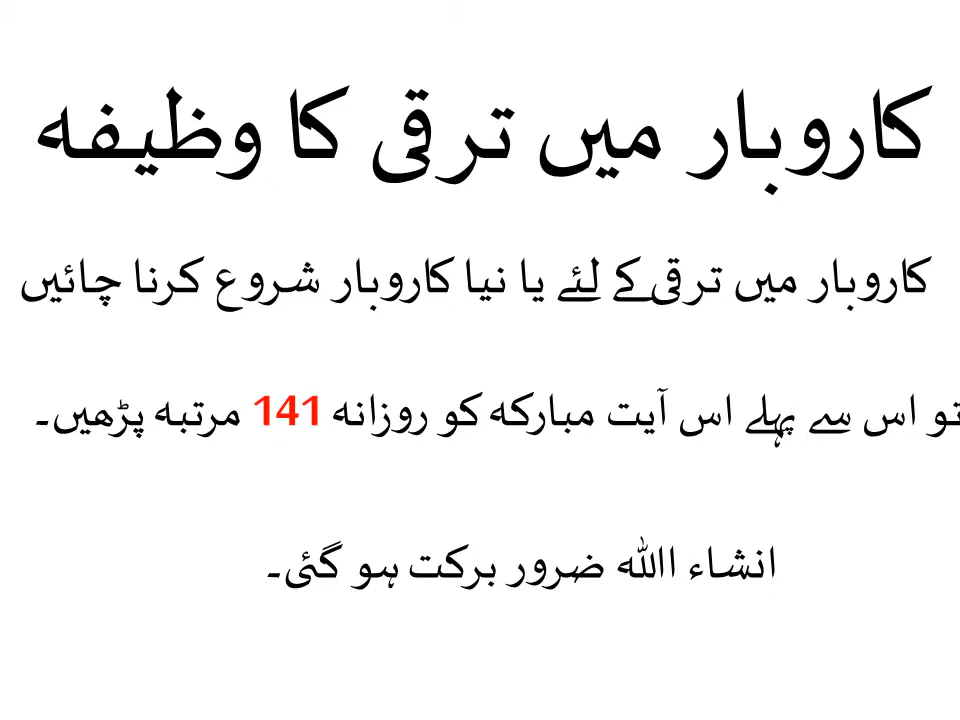 کاروبار میں ترقی کا وظیفہ
کاروبار میں ترقی کے لئے یا نیا کاروبار شروع کرنا چائیں
تو اس سے پہلے اس آیت مبارکہ کو روزانہ 141 مرتبہ پڑھیں۔
انشاء االلہ ضرور برکت ہو گئی۔